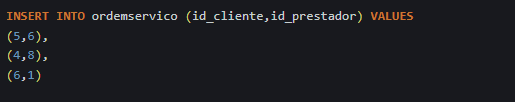 INSERT INTO ordemservico (id_cliente,id_prestador) VALUES
(5,6),
(4,8),
(6,1)